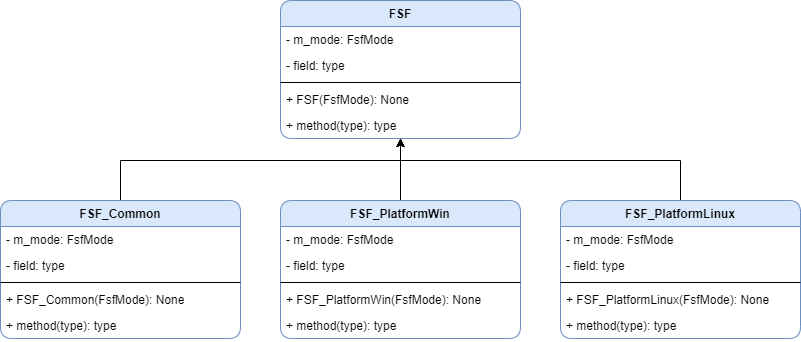 FSF
- m_mode: FsfMode
- field: type
+ FSF(FsfMode): None
+ method(type): type
FSF_Common
- m_mode: FsfMode
- field: type
+ FSF_Common(FsfMode): None
+ method(type): type
FSF_PlatformWin
- m_mode: FsfMode
- field: type
+ FSF_PlatformWin(FsfMode): None
+ method(type): type
FSF_PlatformLinux
- m_mode: FsfMode
- field: type
+ FSF_PlatformLinux(FsfMode): None
+ method(type): type